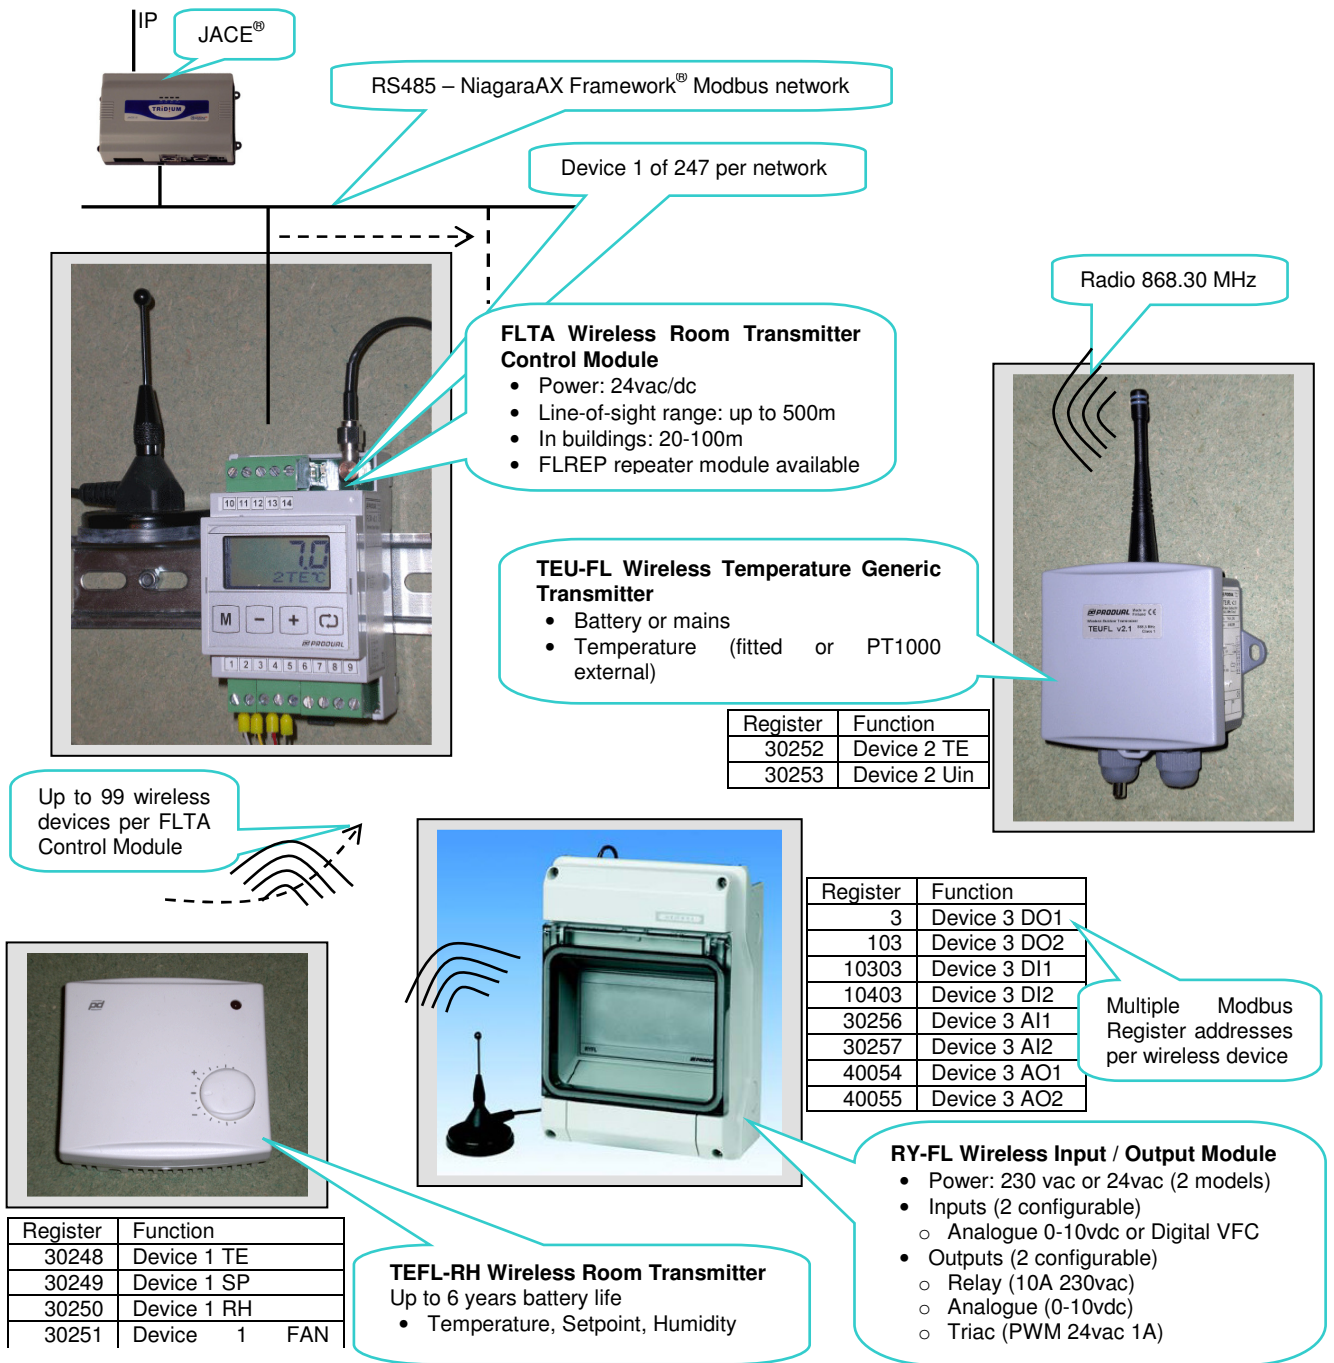 IP
JACE®
TRIDIUM
RS485 – NiagaraAX Framework® Modbus network
Device 1 of 247 per network
Radio 868.30 MHz
FLTA Wireless Room Transmitter
Control Module
• Power: 24vac/dc
• Line-of-sight range: up to 500m
• In buildings: 20-100m
• FLREP repeater module available
10 11 12 13 14
7.0
2TE°C
M − +
PRODUAL
1 2 3 4 5 6 7 8 9
TEU-FL Wireless Temperature Generic
Transmitter
• Battery or mains
• Temperature (fitted or PT1000
external)
PRODUAL
TEUFL v2.1
Register Function
30252 Device 2 TE
30253 Device 2 Uin
Up to 99 wireless
devices per FLTA
Control Module
Register Function
3 Device 3 DO1
103 Device 3 DO2
10303 Device 3 DI1
10403 Device 3 DI2
30256 Device 3 AI1
30257 Device 3 AI2
40054 Device 3 AO1
40055 Device 3 AO2
Multiple Modbus
Register addresses
per wireless device
RY-FL Wireless Input / Output Module
• Power: 230 vac or 24vac (2 models)
• Inputs (2 configurable)
o Analogue 0-10vdc or Digital VFC
• Outputs (2 configurable)
o Relay (10A 230vac)
o Analogue (0-10vdc)
o Triac (PWM 24vac 1A)
Register Function
30248 Device 1 TE
30249 Device 1 SP
30250 Device 1 RH
30251 Device 1 FAN
TEFL-RH Wireless Room Transmitter
Up to 6 years battery life
• Temperature, Setpoint, Humidity